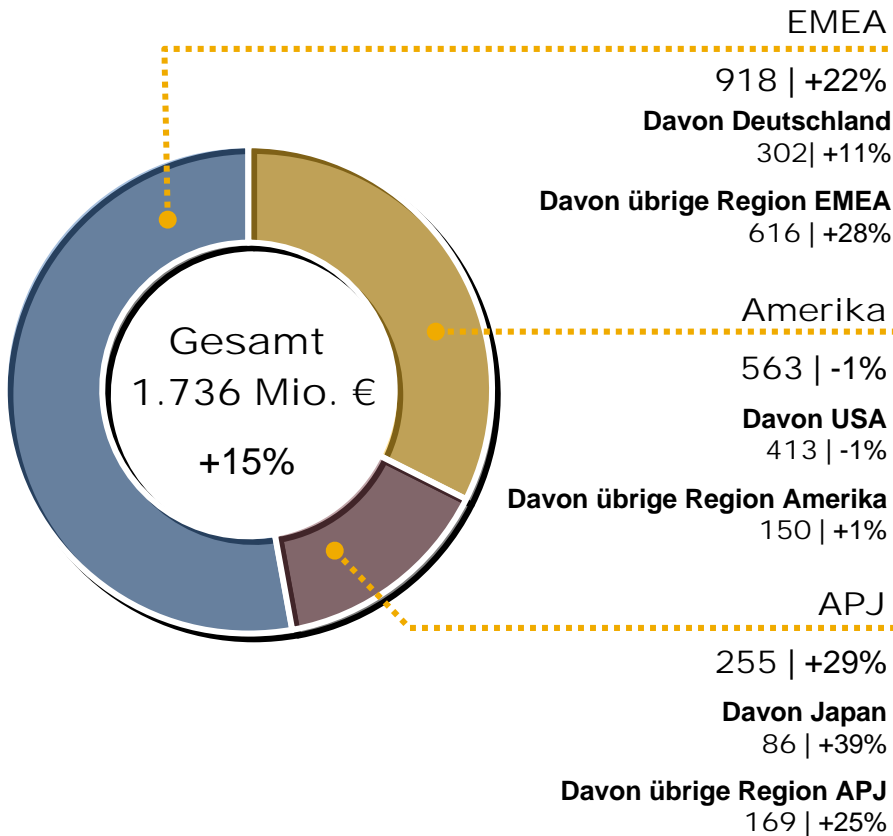 EMEA
918 | +22%
Davon Deutschland
302| +11%
Davon übrige Region EMEA
616 | +28%
Gesamt
1.736 Mio. €
+15%
Amerika
563 | -1%
Davon USA
413 | -1%
Davon übrige Region Amerika
150 | +1%
APJ
255 | +29%
Davon Japan
86 | +39%
Davon übrige Region APJ
169 | +25%